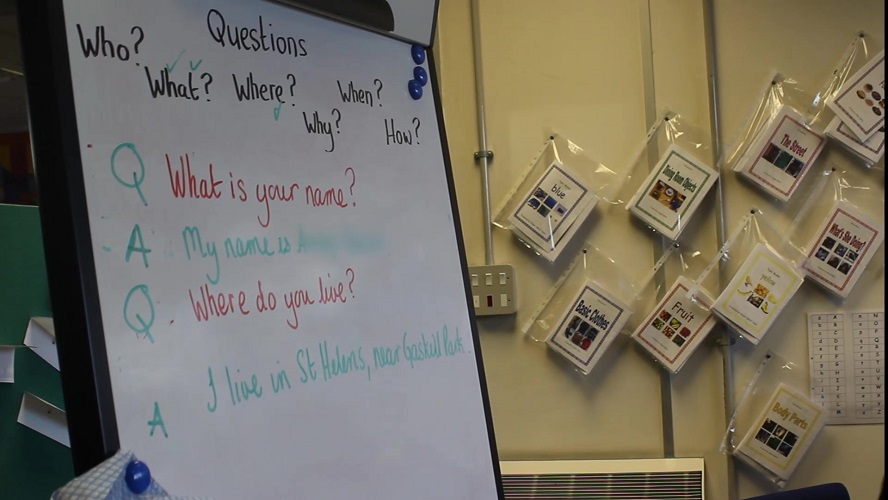 Questions
Who?
What? Where? When?
Why? How?
Q What is your name?
A My name is
Q Where do you live?
A I live in St Helens, near Gaskell Park.
blue
Living Room Objects
The Street
What's She Doing?
yellow
Fruit
Basic Clothes
Body Parts